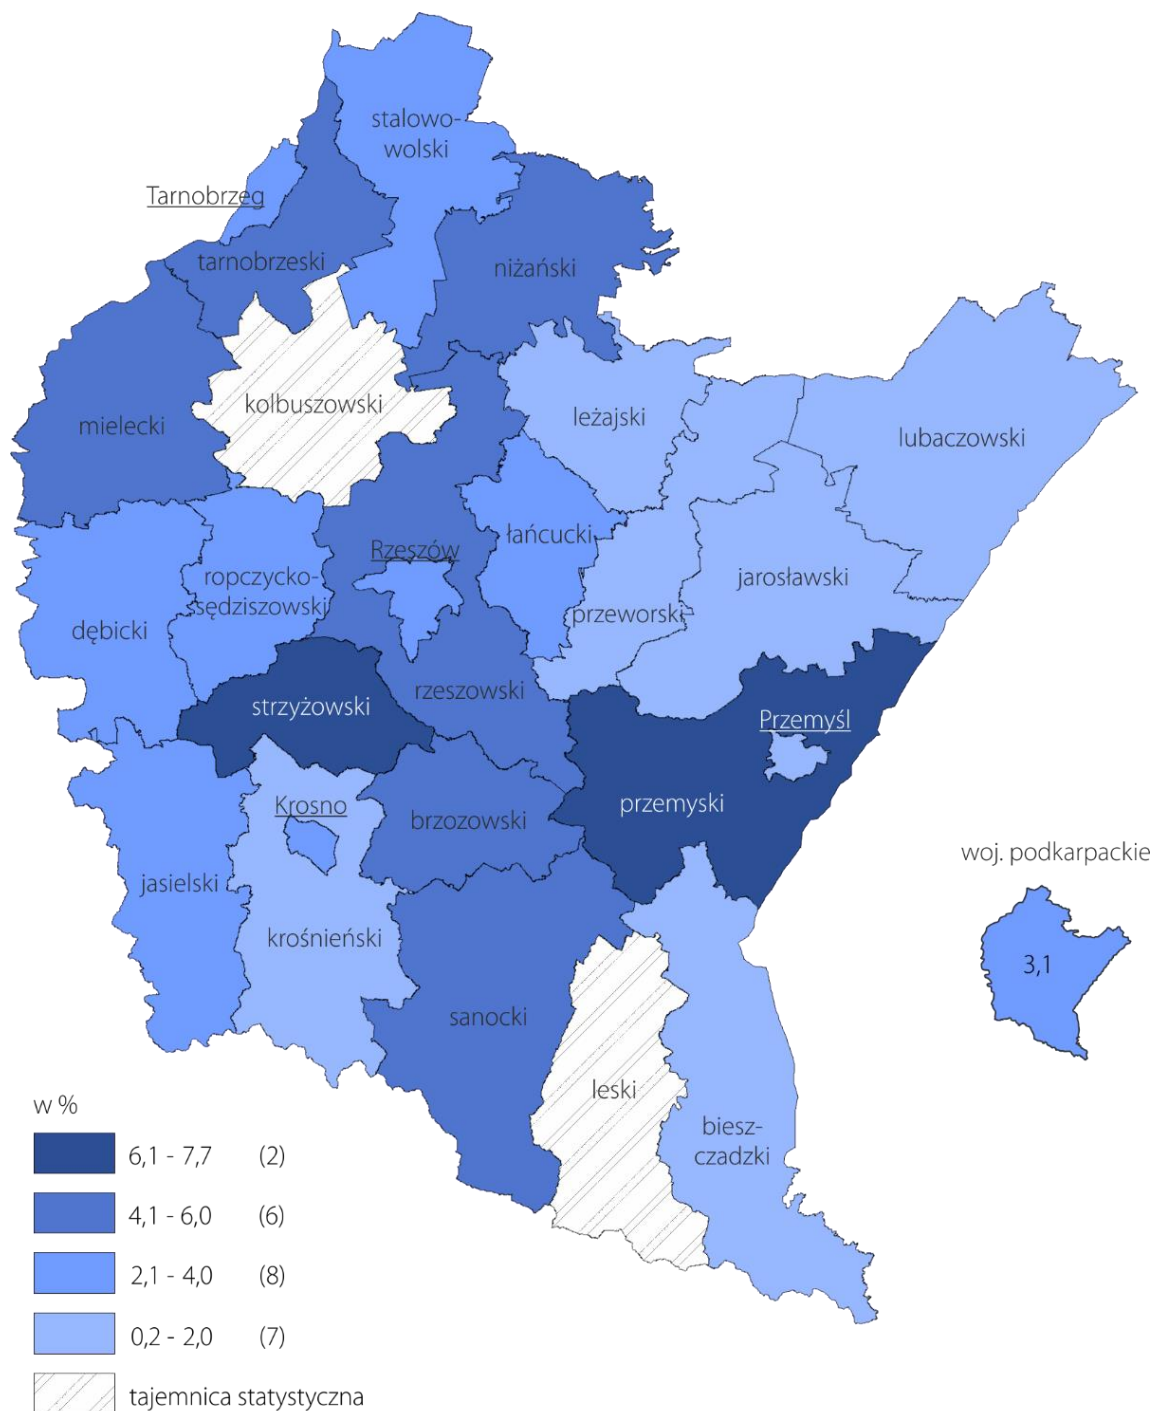 stalowo-
wolski
Tarnobrzeg
tarnobrzeski
niżański
kolbuszowski
mielecki
leżajski
lubaczowski
łańcucki
Rzeszów
ropczycko-
sędziszowski
jarosławski
przeworski
dębicki
rzeszowski
strzyżowski
Przemyśl
przemyski
Krosno
brzozowski
jasielski
krośnieński
sanocki
leski
biesz-
czadzki
woj. podkarpackie
3,1
w %
6,1 - 7,7 (2)
4,1 - 6,0 (6)
2,1 - 4,0 (8)
0,2 - 2,0 (7)
tajemnica statystyczna